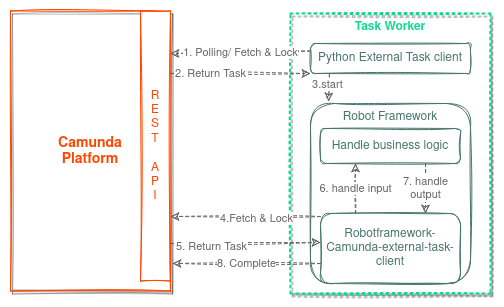 Task Worker
1. Polling/ Fetch & Lock
Python External Task client
2. Return Task
3.start
R
E
S
T
A
P
I
Camunda
Platform
Robot Framework
Handle business logic
6. handle input
7. handle
output
4.Fetch & Lock
5. Return Task
8. Complete
Robotframework-
Camunda-external-task-
client